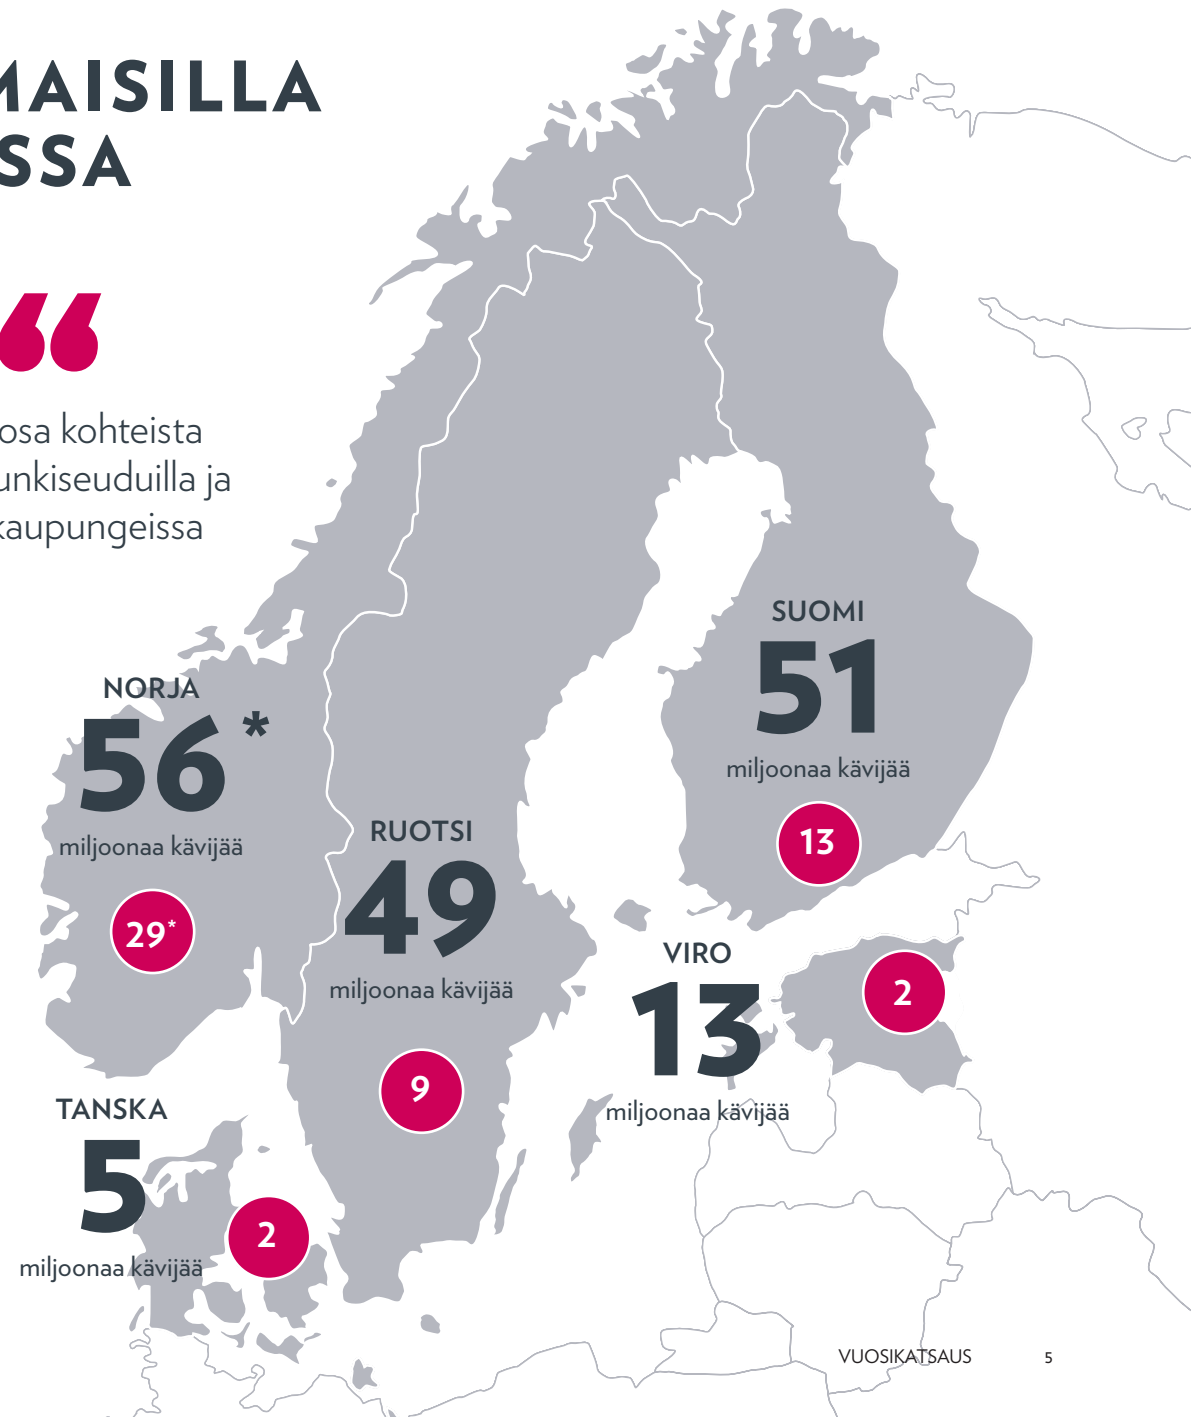 MAISILLA
SSA
“
osa kohteista
unkiseuduilla ja
kaupungeissa
SUOMI
51
miljoonaa kävijää
13
NORJA
56*
miljoonaa kävijää
29*
RUOTSI
49
miljoonaa kävijää
9
VIRO
13
miljoonaa kävijää
2
TANSKA
5
miljoonaa kävijää
2
VUOSIKATSAUS 5